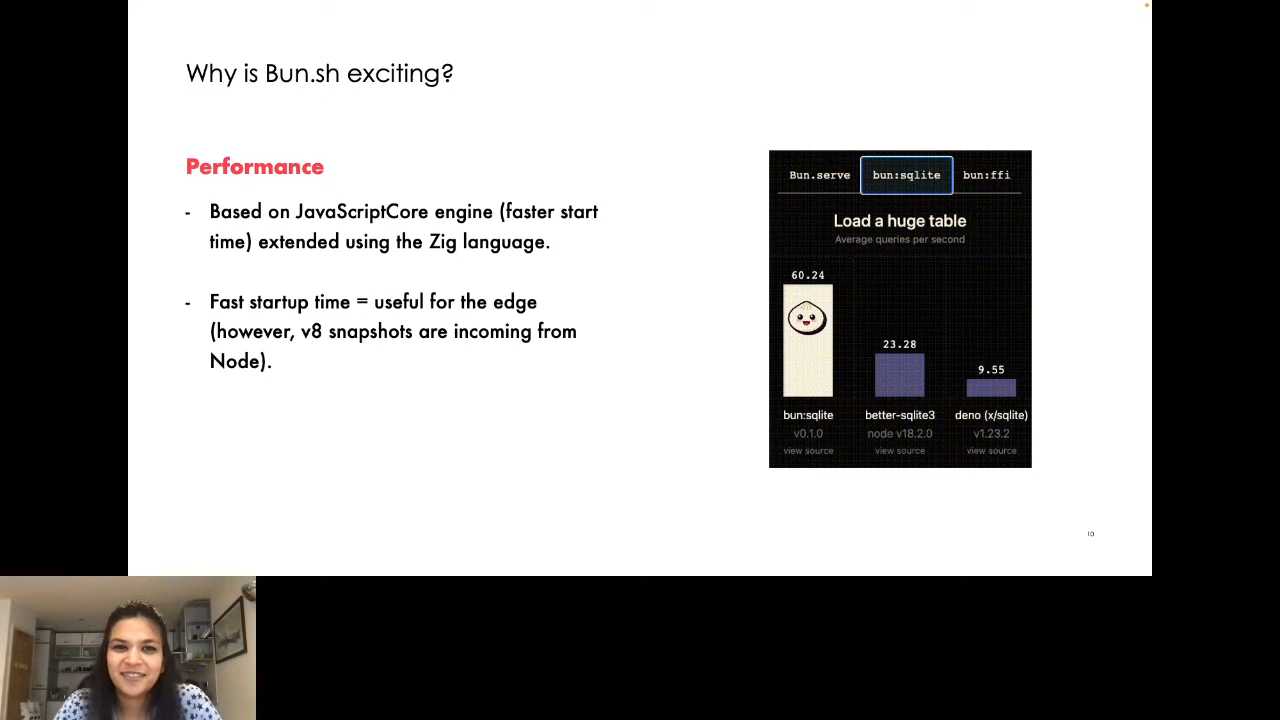 Why is Bun.sh exciting?
Performance
- Based on JavaScriptCore engine (faster start
time) extended using the Zig language.
- Fast startup time = useful for the edge
(however, v8 snapshots are incoming from
Node).
Bun.serve bun:sqlite bun:ffi
Load a huge table
Average queries per second
60.24
23.28
9.55
bun:sqlite better-sqlite3 deno (x/sqlite)
v0.1.0 node v18.2.0 v1.23.2
view source view source view source
10